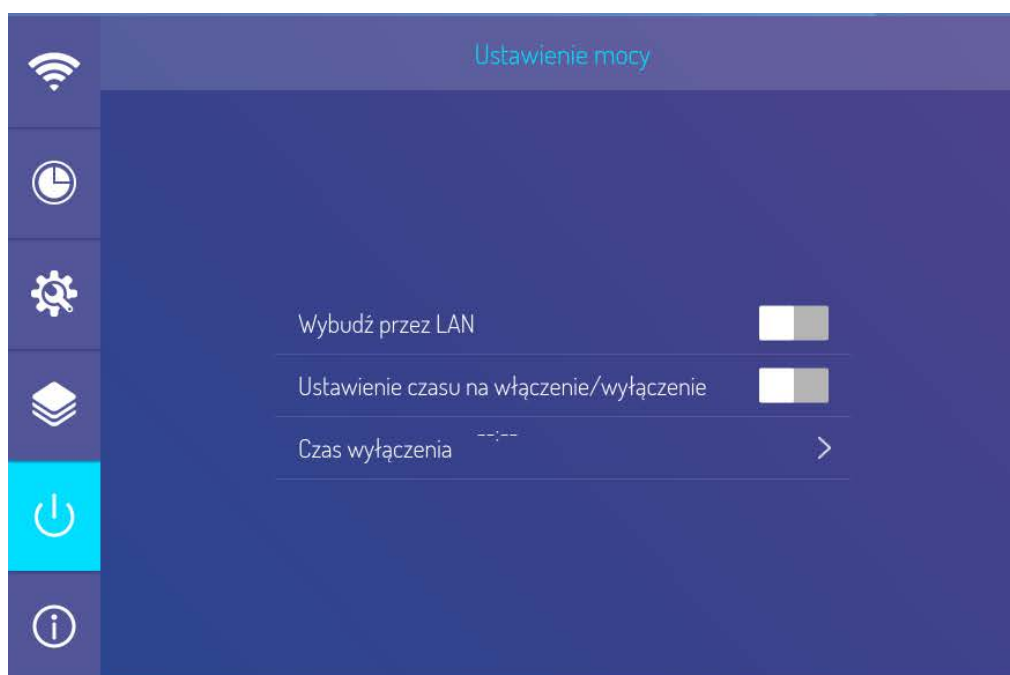 Ustawienie mocy
Wybudź przez LAN
Ustawienie czasu na włączenie/wyłączenie
Czas wyłączenia --:--